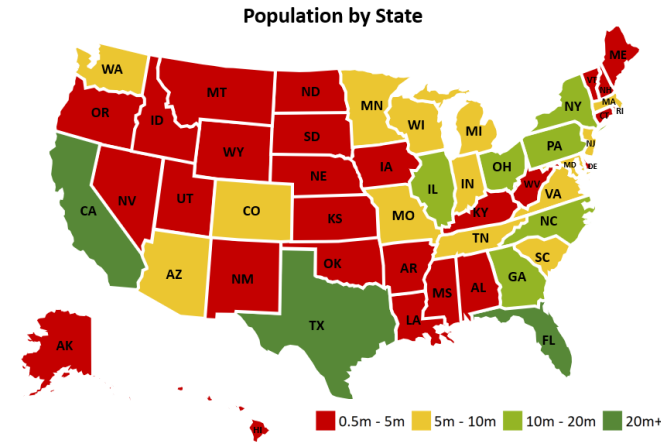 Population by State
WA
OR
ID
MT
ND
MN
WI
MI
NY
VT
NH
ME
MA
RI
CT
SD
WY
NE
IA
IL
IN
OH
PA
NJ
MD
DE
CA
NV
UT
CO
KS
MO
KY
WV
VA
NC
TN
SC
AZ
NM
OK
AR
MS
AL
GA
LA
TX
FL
AK
HI
0.5m - 5m
5m - 10m
10m - 20m
20m+